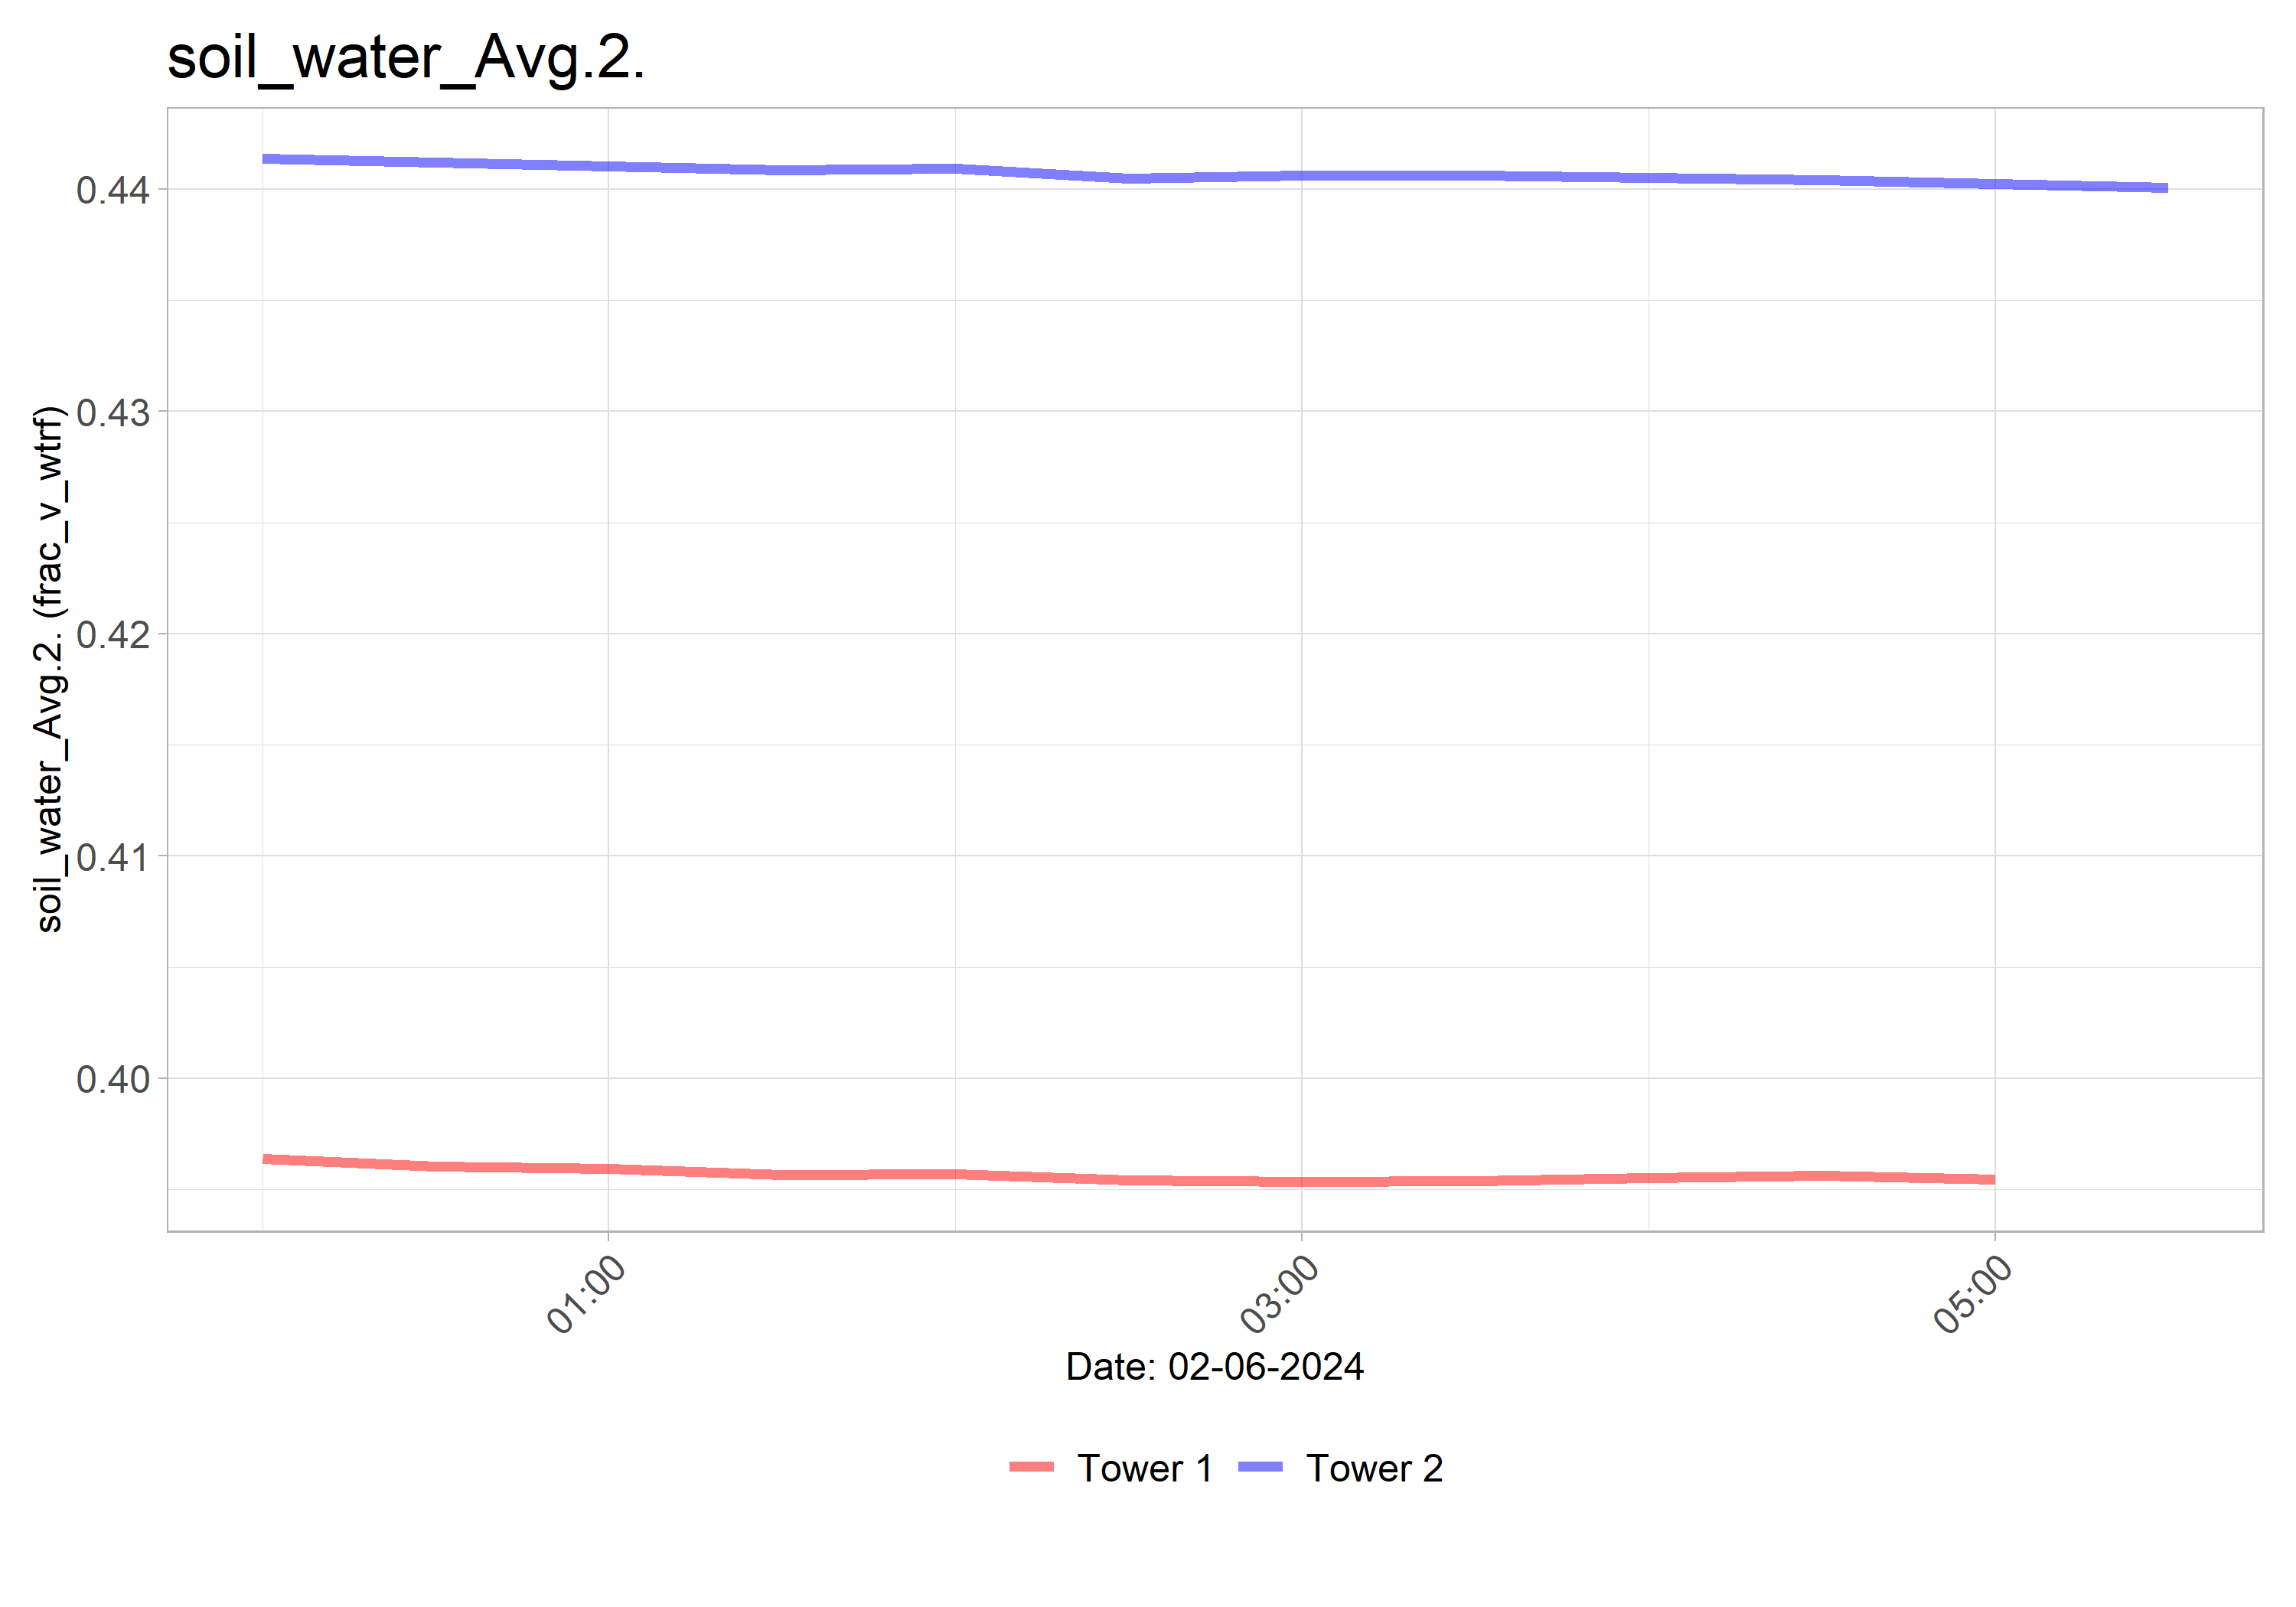 soil_water_Avg.2.
soil_water_Avg.2. (frac_v_wtrf)
0.44
0.43
0.42
0.41
0.40
01:00
03:00
05:00
Date: 02-06-2024
Tower 1
Tower 2